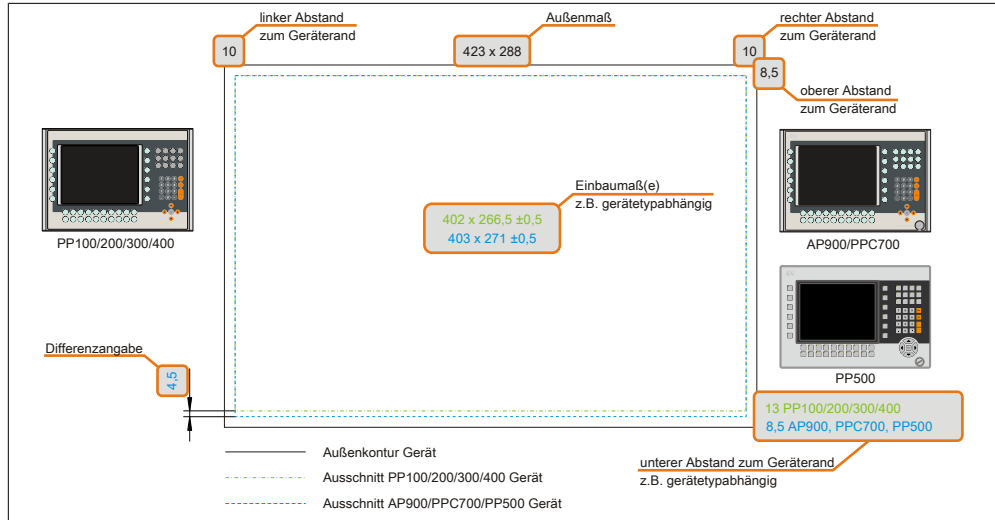 linker Abstand
zum Geräterand
Außenmaß
rechter Abstand
zum Geräterand
10
423 x 288
10
8,5
oberer Abstand
zum Geräterand
Einbaumaß(e)
z.B. gerätetypabhängig
402 x 266,5 ±0,5
403 x 271 ±0,5
PP100/200/300/400
AP900/PPC700
Differenzangabe
4,5
PP500
13 PP100/200/300/400
8,5 AP900, PPC700, PP500
unterer Abstand zum Geräterand
z.B. gerätetypabhängig
Außenkontur Gerät
Ausschnitt PP100/200/300/400 Gerät
Ausschnitt AP900/PPC700/PP500 Gerät